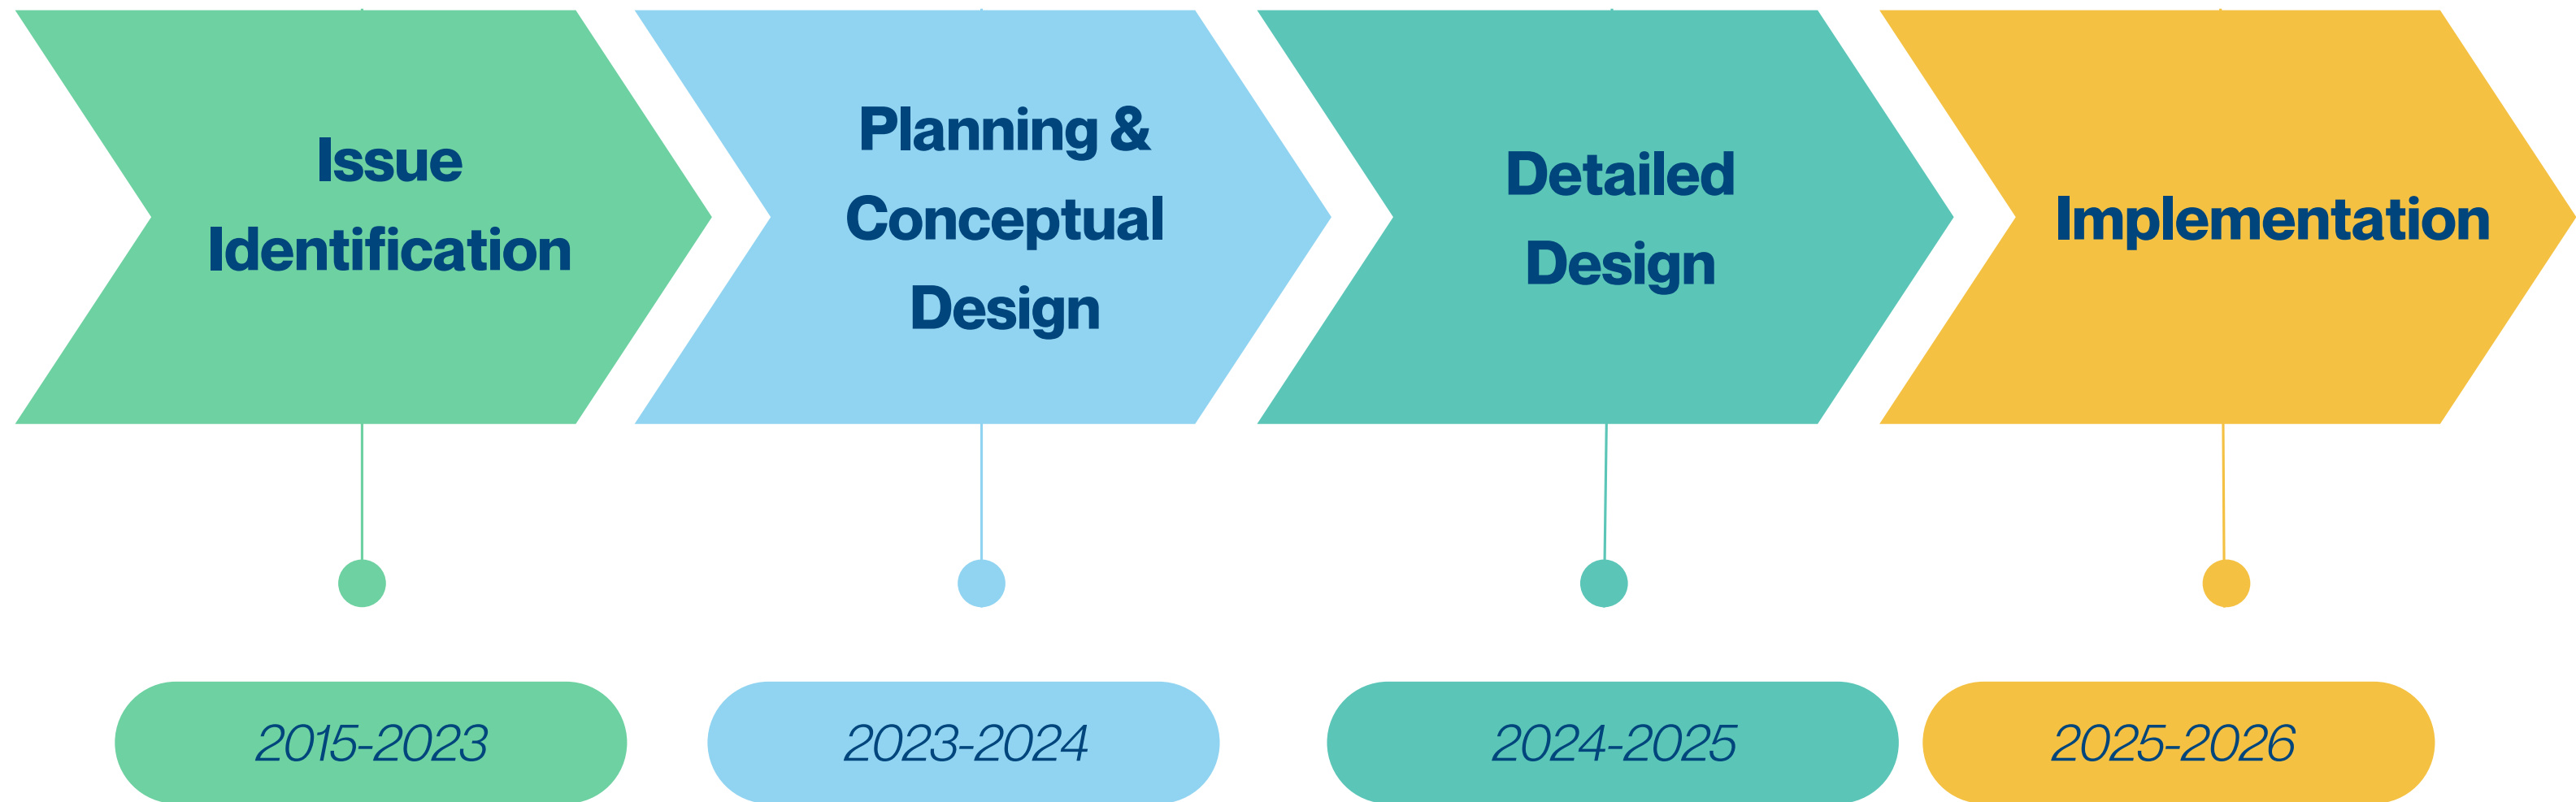 Issue
Identification
Planning &
Conceptual
Design
Detailed
Design
Implementation
2015-2023
2023-2024
2024-2025
2025-2026